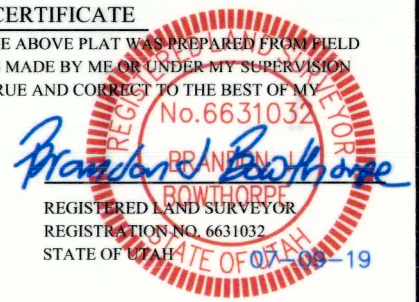 CERTIFICATE
E ABOVE PLAT WAS PREPARED FROM FIELD
MADE BY ME OR UNDER MY SUPERVISION
RUE AND CORRECT TO THE BEST OF MY
REGISTERED LAND SURVEYOR
No. 6631032
BRANDON J.
BOWTHORPE
STATE OF UTAH
Brandon J Bowthorpe
REGISTERED LAND SURVEYOR
REGISTRATION NO. 6631032
STATE OF UTAH
07-09-19